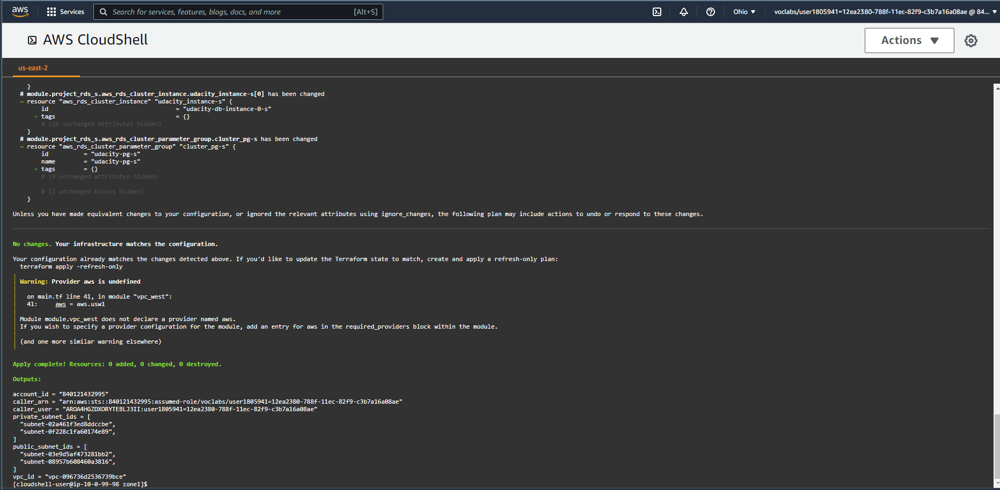 aws Services Search for services, features, blogs, docs, and more [Alt+S] Ohio voclabs/user1805941=12ea2380-788f-11ec-82f9-c3b7a16a08ae @ 84...
AWS CloudShell Actions
us-east-2
}
# module.project_rds_s.aws_rds_cluster_instance.udacity_instance-s[0] has been changed
~ resource "aws_rds_cluster_instance" "udacity_instance-s" {
id = "udacity-db-instance-0-s"
+ tags = {}
# (26 unchanged attributes hidden)
}
# module.project_rds_s.aws_rds_cluster_parameter_group.cluster_pg-s has been changed
~ resource "aws_rds_cluster_parameter_group" "cluster_pg-s" {
id = "udacity-pg-s"
name = "udacity-pg-s"
+ tags = {}
# (4 unchanged attributes hidden)
# (2 unchanged blocks hidden)
}
Unless you have made equivalent changes to your configuration, or ignored the relevant attributes using ignore_changes, the following plan may include actions to undo or respond to these changes.
No changes. Your infrastructure matches the configuration.
Your configuration already matches the changes detected above. If you'd like to update the Terraform state to match, create and apply a refresh-only plan:
terraform apply -refresh-only
Warning: Provider aws is undefined
on main.tf line 41, in module "vpc_west":
41: aws = aws.usw1
Module module.vpc_west does not declare a provider named aws.
If you wish to specify a provider configuration for the module, add an entry for aws in the required_providers block within the module.
(and one more similar warning elsewhere)
Apply complete! Resources: 0 added, 0 changed, 0 destroyed.
Outputs:
account_id = "840121432995"
caller_arn = "arn:aws:sts::840121432995:assumed-role/voclabs/user1805941=12ea2380-788f-11ec-82f9-c3b7a16a08ae"
caller_user = "AROA4HGZDXORYTEBLJ3II:user1805941=12ea2380-788f-11ec-82f9-c3b7a16a08ae"
private_subnet_ids = [
"subnet-02a461f3ed8ddccbe",
"subnet-0f228c1fa60174e89",
]
public_subnet_ids = [
"subnet-03e9d5af473281bb2",
"subnet-08957b608460a3816",
]
vpc_id = "vpc-096736d2536739bce"
[cloudshell-user@ip-10-0-99-98 zone1]$